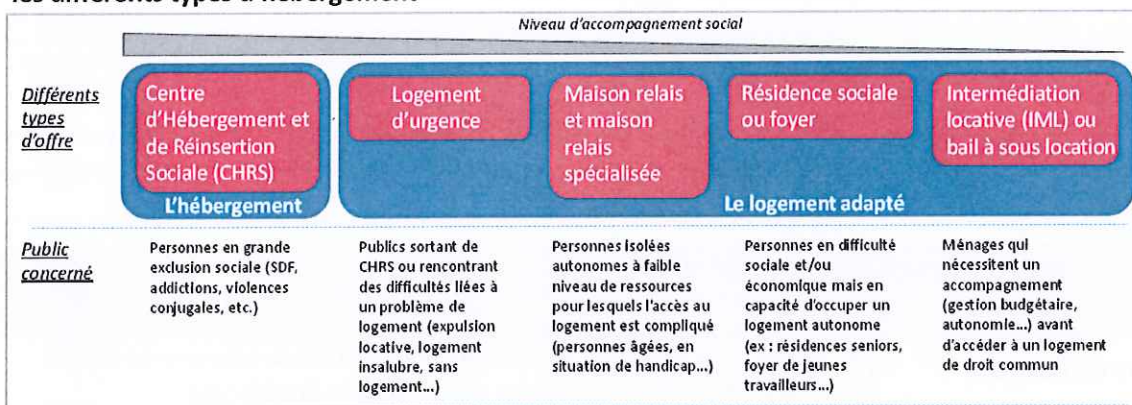 Niveau d'accompagnement social
Différents
types
d'offre
Centre
d'Hébergement et
de Réinsertion
Sociale (CHRS)
L'hébergement
Logement
d'urgence
Maison relais
et maison
relais
spécialisée
Résidence sociale
ou foyer
Intermédiation
locative (IML) ou
bail à sous location
Le logement adapté
Public
concerné
Personnes en grande
exclusion sociale (SDF,
addictions, violences
conjugales, etc.)
Publics sortant de
CHRS ou rencontrant
des difficultés liées à
un problème de
logement (expulsion
locative, logement
insalubre, sans
logement...)
Personnes isolées
autonomes à faible
niveau de ressources
pour lesquels l'accès au
logement est compliqué
(personnes âgées, en
situation de handicap...)
Personnes en difficulté
sociale et/ou
économique mais en
capacité d'occuper un
logement autonome
(ex : résidences seniors,
foyer de jeunes
travailleurs...)
Ménages qui
nécessitent un
accompagnement
(gestion budgétaire,
autonomie...) avant
d'accéder à un logement
de droit commun